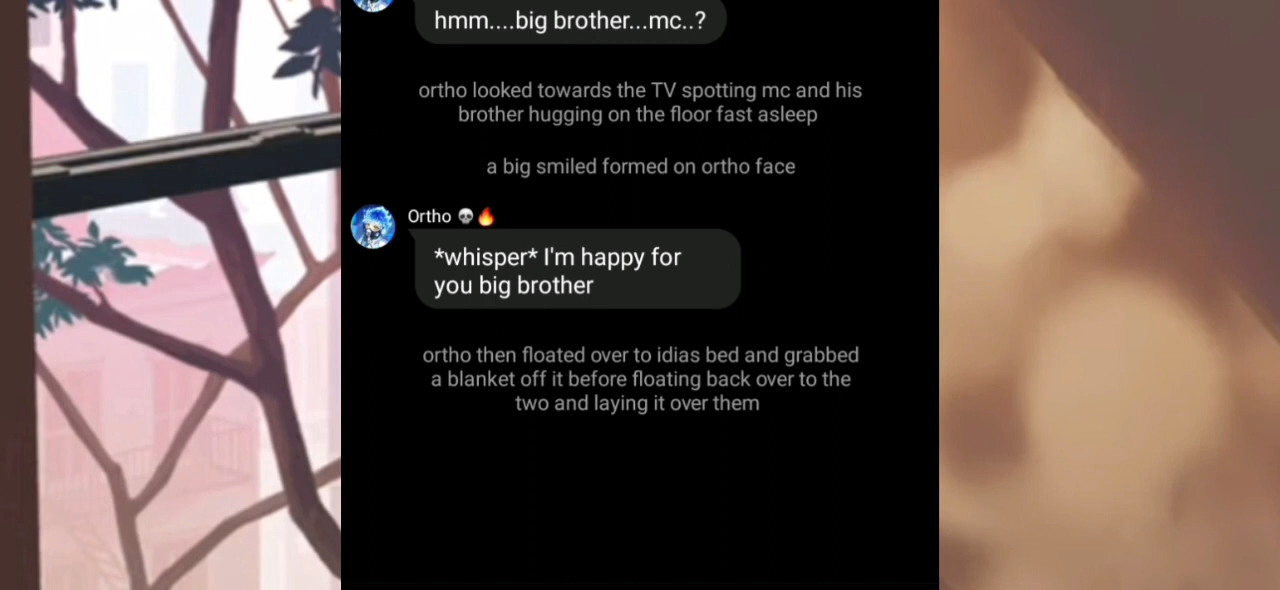 hmm....big brother...mc..?
ortho looked towards the TV spotting mc and his
brother hugging on the floor fast asleep
a big smiled formed on ortho face
Ortho 💀🔥
*whisper* I'm happy for
you big brother
ortho then floated over to idias bed and grabbed
a blanket off it before floating back over to the
two and laying it over them